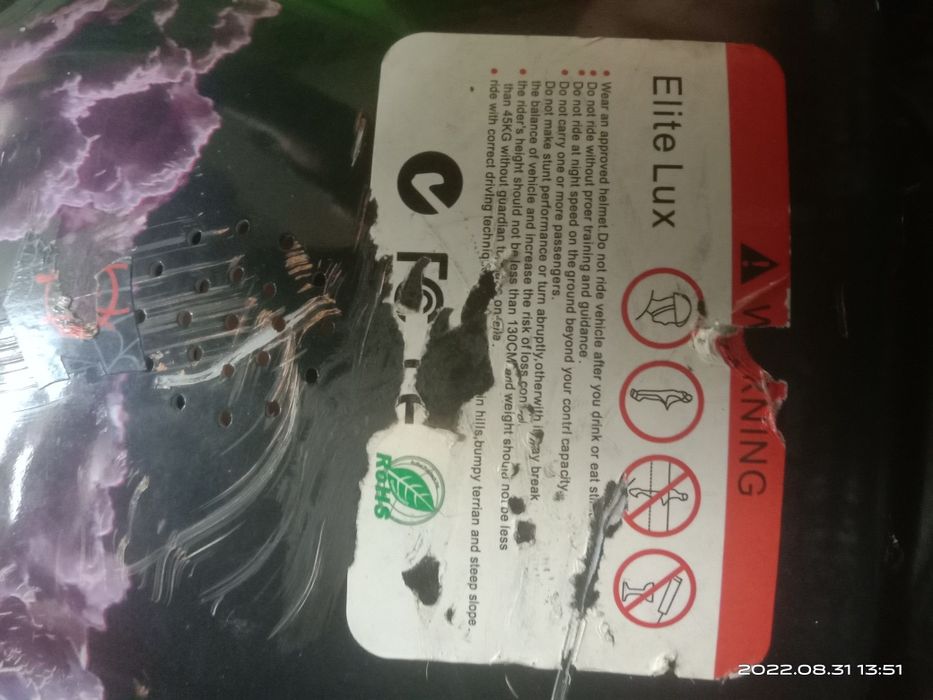 WARNING
Elite Lux
Wear an approved helmet.Do not ride vehicle after you drink or eat
Do not ride without proer training and guidance.
Do not ride at night speed on the ground beyond your contrl capacity.
Do not carry one or more passengers.
Do not make stunt performance or turn abruptly,otherwith it may break
the balance of vehicle and increase the risk of loss control.
the rider's height should not be less than 130CM and weight should not be less
than 45KG without guardian
ride with correct driving in hills,bumpy terrian and steep slope.
RoHS
2022.08.31 13:51